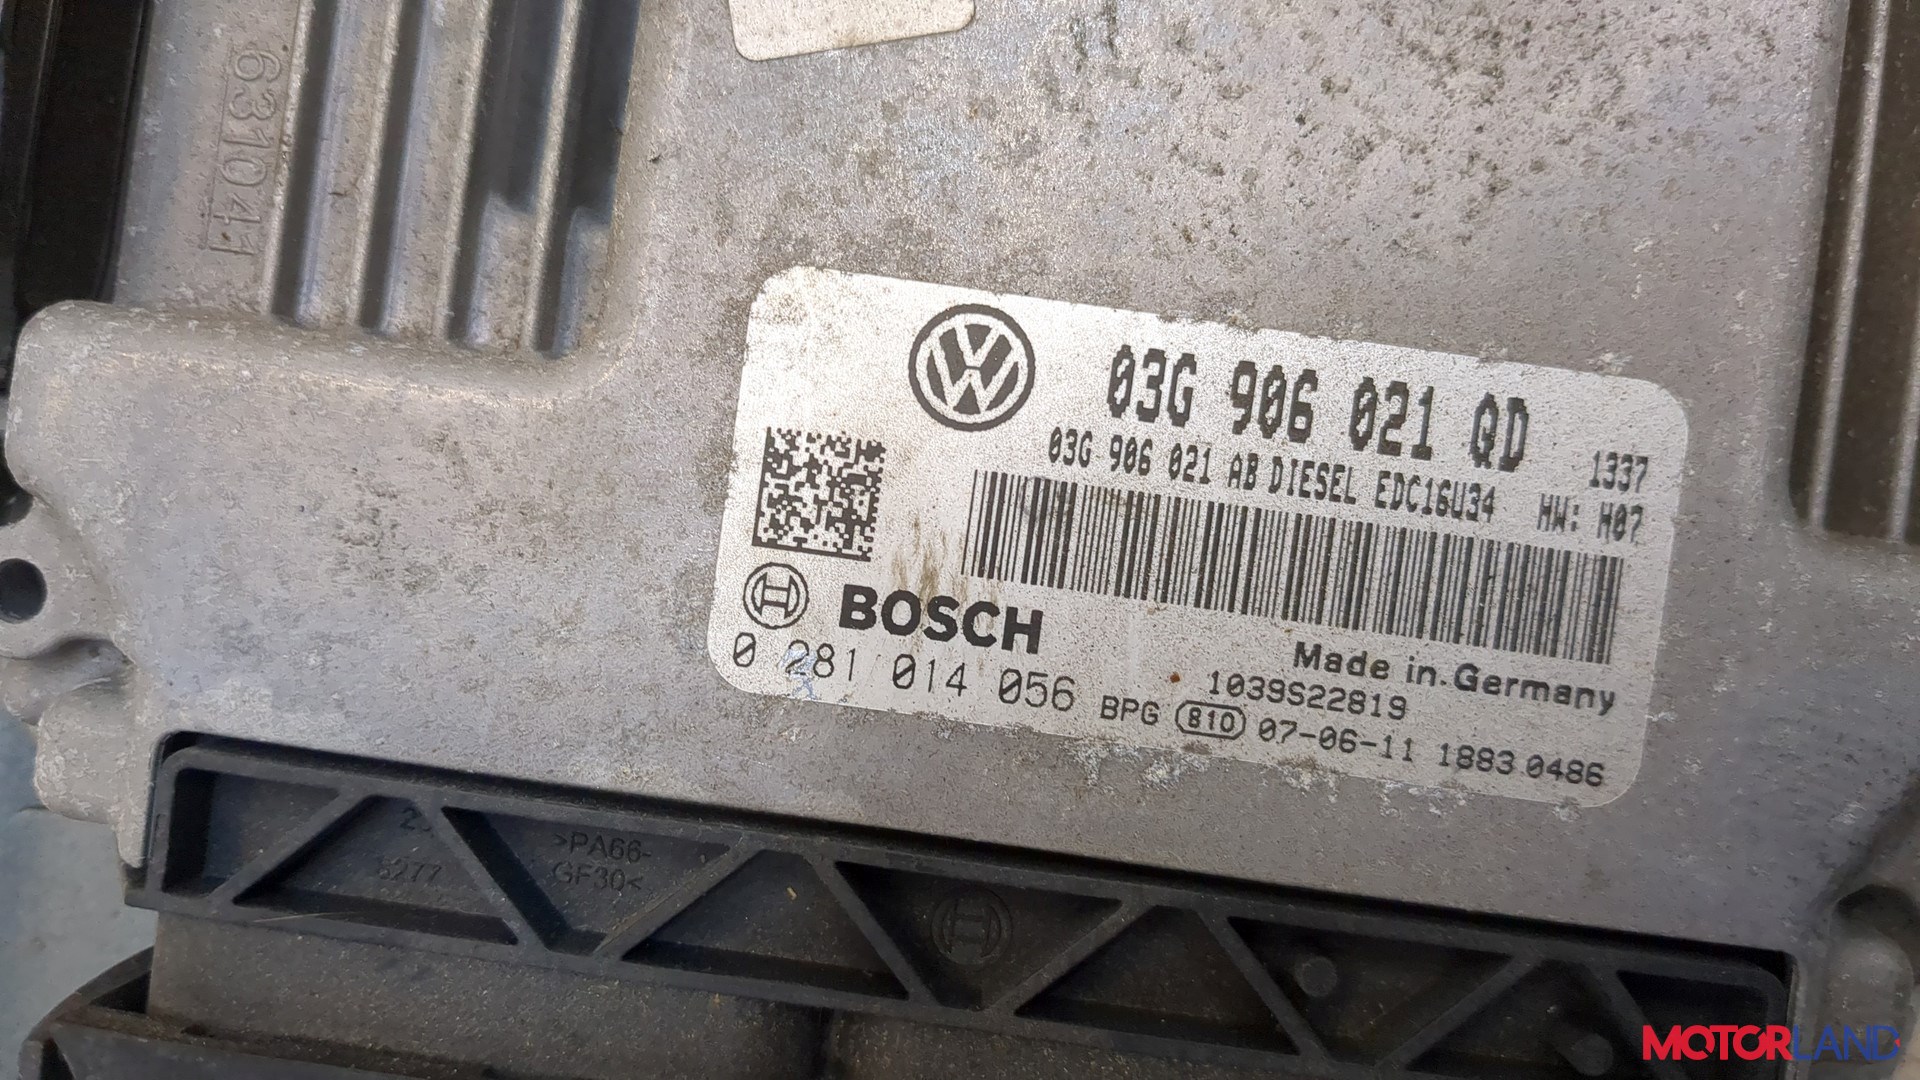 63104
03G 906 021 QD
1337
03G 906 021 AB DIESEL EDC16U34 HW: H07
BOSCH
Made in Germany
0 281 014 056
1039S22819
BPG 810 07-06-11 1883 0486
>PA66-
GF30<
MOTORLAND